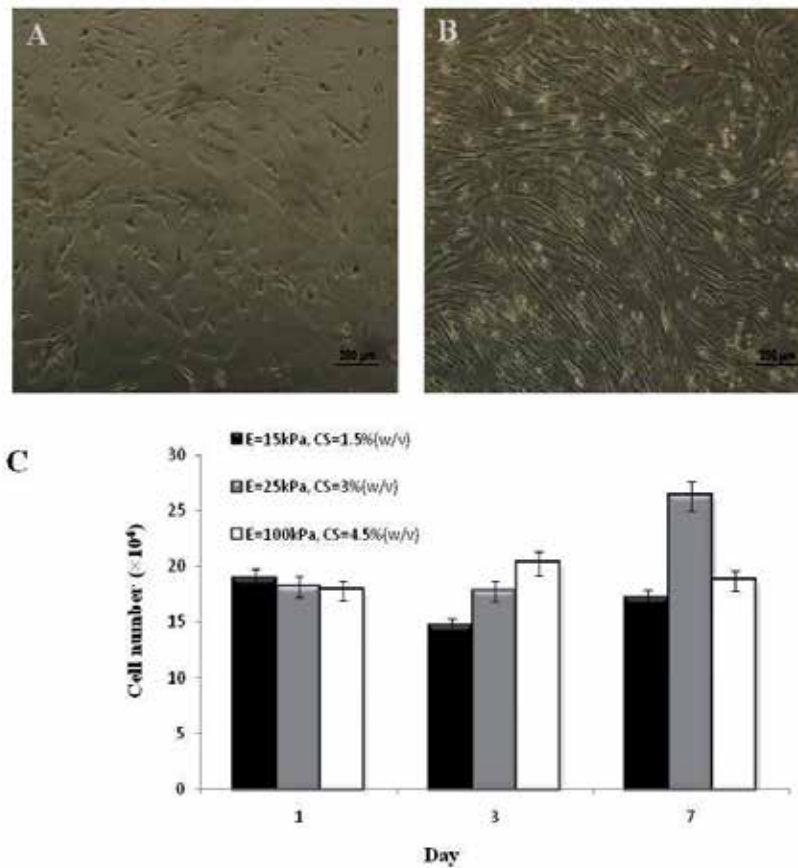 A
B
200 µm
200 µm
C
E=15kPa, CS=1.5%(w/v)
E=25kPa, CS=3%(w/v)
E=100kPa, CS=4.5%(w/v)
Cell number (×10⁴)
30
25
20
15
10
5
0
1
3
7
Day